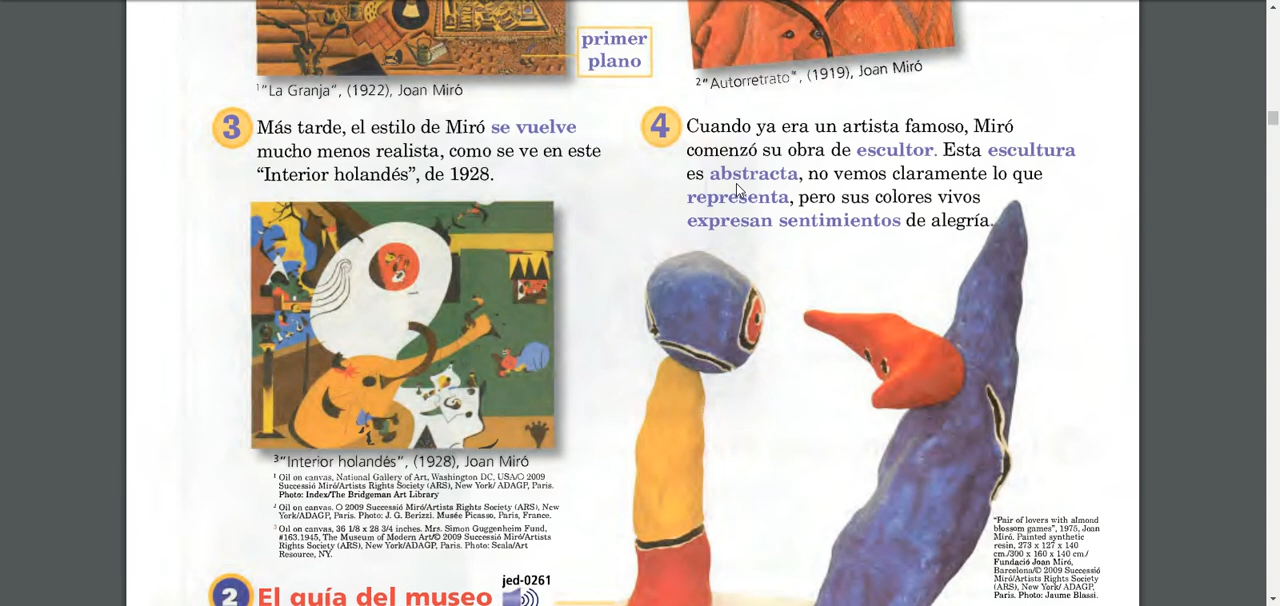 primer
plano
¹"La Granja", (1922), Joan Miró
²"Autorretrato", (1919), Joan Miró
3 Más tarde, el estilo de Miró se vuelve
mucho menos realista, como se ve en este
“Interior holandés”, de 1928.
4 Cuando ya era un artista famoso, Miró
comenzó su obra de escultor. Esta escultura
es abstracta, no vemos claramente lo que
representa, pero sus colores vivos
expresan sentimientos de alegría.
³"Interior holandés", (1928), Joan Miró
¹ Oil on canvas, National Gallery of Art, Washington DC, USA/© 2009
Successió Miró/Artists Rights Society (ARS), New York/ ADAGP, Paris.
Photo: Index/The Bridgeman Art Library
² Oil on canvas. © 2009 Successió Miró/Artists Rights Society (ARS), New
York/ADAGP, Paris. Photo: J. G. Berizzi. Musée Picasso, Paris, France.
³ Oil on canvas, 36 1/8 x 28 3/4 inches. Mrs. Simon Guggenheim Fund,
#163.1945, The Museum of Modern Art/© 2009 Successió Miró/Artists
Rights Society (ARS), New York/ADAGP, Paris. Photo: Scala/Art
Resource, NY.
"Pair of lovers with almond
blossom games", 1975, Joan
Miró. Painted synthetic
resin, 273 x 127 x 140
cm./300 x 160 x 140 cm/
Fundació Joan Miró,
Barcelona/© 2009 Successió
Miró/Artists Rights Society
(ARS), New York/ ADAGP,
Paris. Photo: Jaume Blassi.
jed-0261
2 El guía del museo